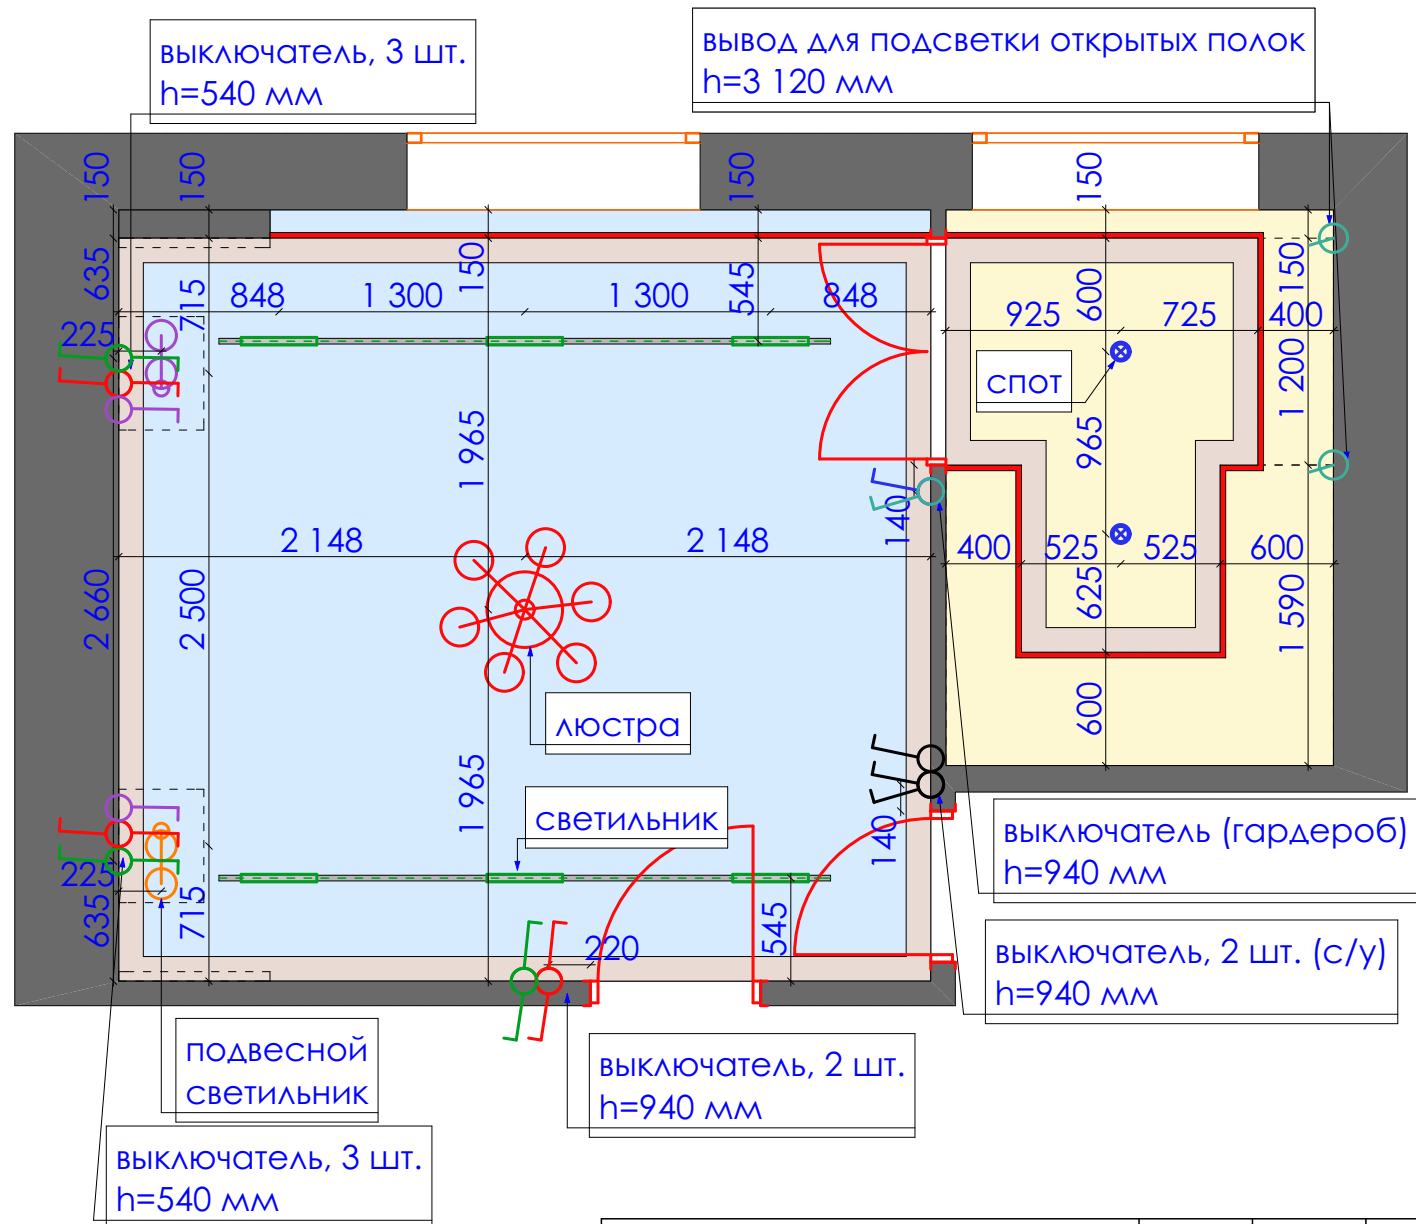 выключатель, 3 шт.
h=540 мм
вывод для подсветки открытых полок
h=3 120 мм
150
150
150
150
635
715
150
545
600
150
848
1 300
1 300
848
925
725
400
225
1 200
спот
1 965
965
140
2 148
2 148
400
525
525
600
2 660
2 500
625
1 590
600
люстра
1 965
светильник
140
выключатель (гардероб)
h=940 мм
225
635
715
545
220
выключатель, 2 шт. (с/у)
h=940 мм
подвесной
светильник
выключатель, 2 шт.
h=940 мм
выключатель, 3 шт.
h=540 мм